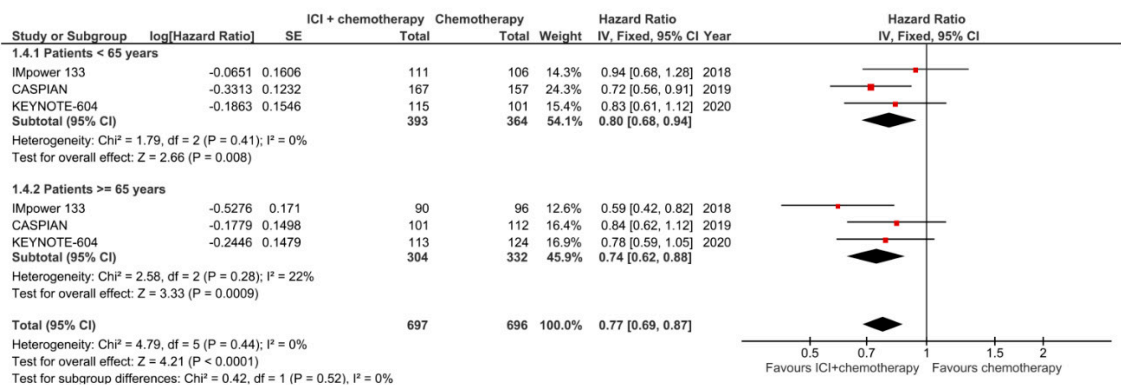 ICI + chemotherapy Chemotherapy Hazard Ratio Hazard Ratio
Study or Subgroup log[Hazard Ratio] SE Total Total Weight IV, Fixed, 95% CI Year IV, Fixed, 95% CI
1.4.1 Patients < 65 years
IMpower 133 -0.0651 0.1606 111 106 14.3% 0.94 [0.68, 1.28] 2018
CASPIAN -0.3313 0.1232 167 157 24.3% 0.72 [0.56, 0.91] 2019
KEYNOTE-604 -0.1863 0.1546 115 101 15.4% 0.83 [0.61, 1.12] 2020
Subtotal (95% CI) 393 364 54.1% 0.80 [0.68, 0.94]
Heterogeneity: Chi² = 1.79, df = 2 (P = 0.41); I² = 0%
Test for overall effect: Z = 2.66 (P = 0.008)
1.4.2 Patients >= 65 years
IMpower 133 -0.5276 0.171 90 96 12.6% 0.59 [0.42, 0.82] 2018
CASPIAN -0.1779 0.1498 101 112 16.4% 0.84 [0.62, 1.12] 2019
KEYNOTE-604 -0.2446 0.1479 113 124 16.9% 0.78 [0.59, 1.05] 2020
Subtotal (95% CI) 304 332 45.9% 0.74 [0.62, 0.88]
Heterogeneity: Chi² = 2.58, df = 2 (P = 0.28); I² = 22%
Test for overall effect: Z = 3.33 (P = 0.0009)
Total (95% CI) 697 696 100.0% 0.77 [0.69, 0.87]
Heterogeneity: Chi² = 4.79, df = 5 (P = 0.44); I² = 0%
Test for overall effect: Z = 4.21 (P < 0.0001)
Test for subgroup differences: Chi² = 0.42, df = 1 (P = 0.52), I² = 0%
0.5 0.7 1 1.5 2
Favours ICI+chemotherapy Favours chemotherapy